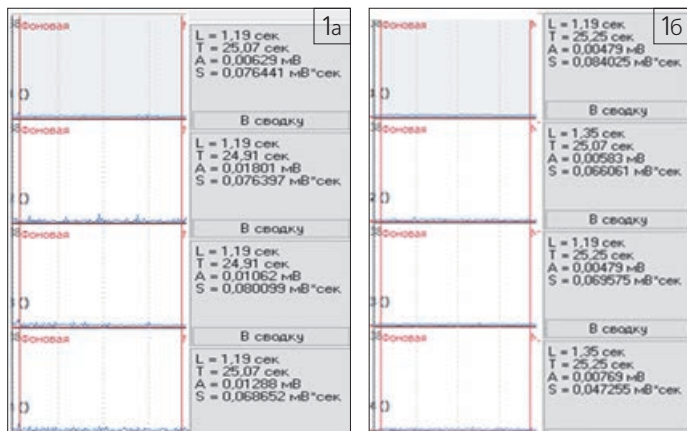 1а
Фоновая
L = 1,19 сек
T = 25,07 сек
A = 0,00629 мВ
S = 0,076441 мВ*сек
В сводку
Фоновая
L = 1,19 сек
T = 24,91 сек
A = 0,01801 мВ
S = 0,076397 мВ*сек
В сводку
Фоновая
L = 1,19 сек
T = 24,91 сек
A = 0,01062 мВ
S = 0,080099 мВ*сек
В сводку
Фоновая
L = 1,19 сек
T = 25,07 сек
A = 0,01288 мВ
S = 0,068652 мВ*сек
1б
Фоновая
L = 1,19 сек
T = 25,25 сек
A = 0,00479 мВ
S = 0,084025 мВ*сек
В сводку
Фоновая
2 ()
L = 1,35 сек
T = 25,07 сек
A = 0,00583 мВ
S = 0,066061 мВ*сек
В сводку
Фоновая
3 ()
L = 1,19 сек
T = 25,25 сек
A = 0,00479 мВ
S = 0,069575 мВ*сек
В сводку
Фоновая
4 ()
L = 1,35 сек
T = 25,25 сек
A = 0,00769 мВ
S = 0,047255 мВ*сек